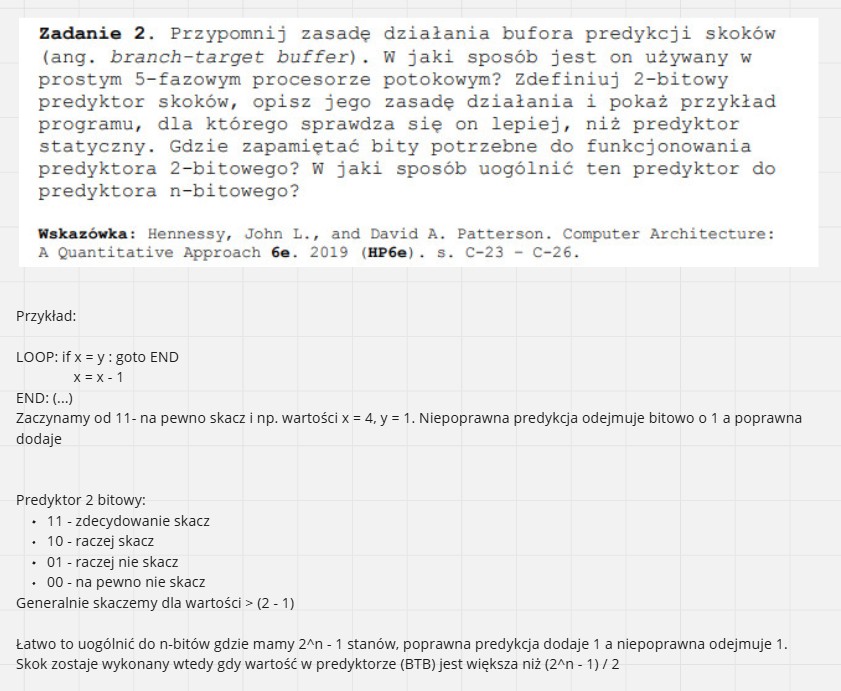 Zadanie 2. Przypomnij zasadę działania bufora predykcji skoków
(ang. branch-target buffer). W jaki sposób jest on używany w
prostym 5-fazowym procesorze potokowym? Zdefiniuj 2-bitowy
predyktor skoków, opisz jego zasadę działania i pokaż przykład
programu, dla którego sprawdza się on lepiej, niż predyktor
statyczny. Gdzie zapamiętać bity potrzebne do funkcjonowania
predyktora 2-bitowego? W jaki sposób uogólnić ten predyktor do
predyktora n-bitowego?
Wskazówka: Hennessy, John L., and David A. Patterson. Computer Architecture:
A Quantitative Approach 6e. 2019 (HP6e). s. C-23 – C-26.
Przykład:
LOOP: if x = y : goto END
x = x - 1
END: (...)
Zaczynamy od 11- na pewno skacz i np. wartości x = 4, y = 1. Niepoprawna predykcja odejmuje bitowo o 1 a poprawna
dodaje
Predyktor 2 bitowy:
• 11 - zdecydowanie skacz
• 10 - raczej skacz
• 01 - raczej nie skacz
• 00 - na pewno nie skacz
Generalnie skaczemy dla wartości > (2 - 1)
Łatwo to uogólnić do n-bitów gdzie mamy 2^n - 1 stanów, poprawna predykcja dodaje 1 a niepoprawna odejmuje 1.
Skok zostaje wykonany wtedy gdy wartość w predyktorze (BTB) jest większa niż (2^n - 1) / 2